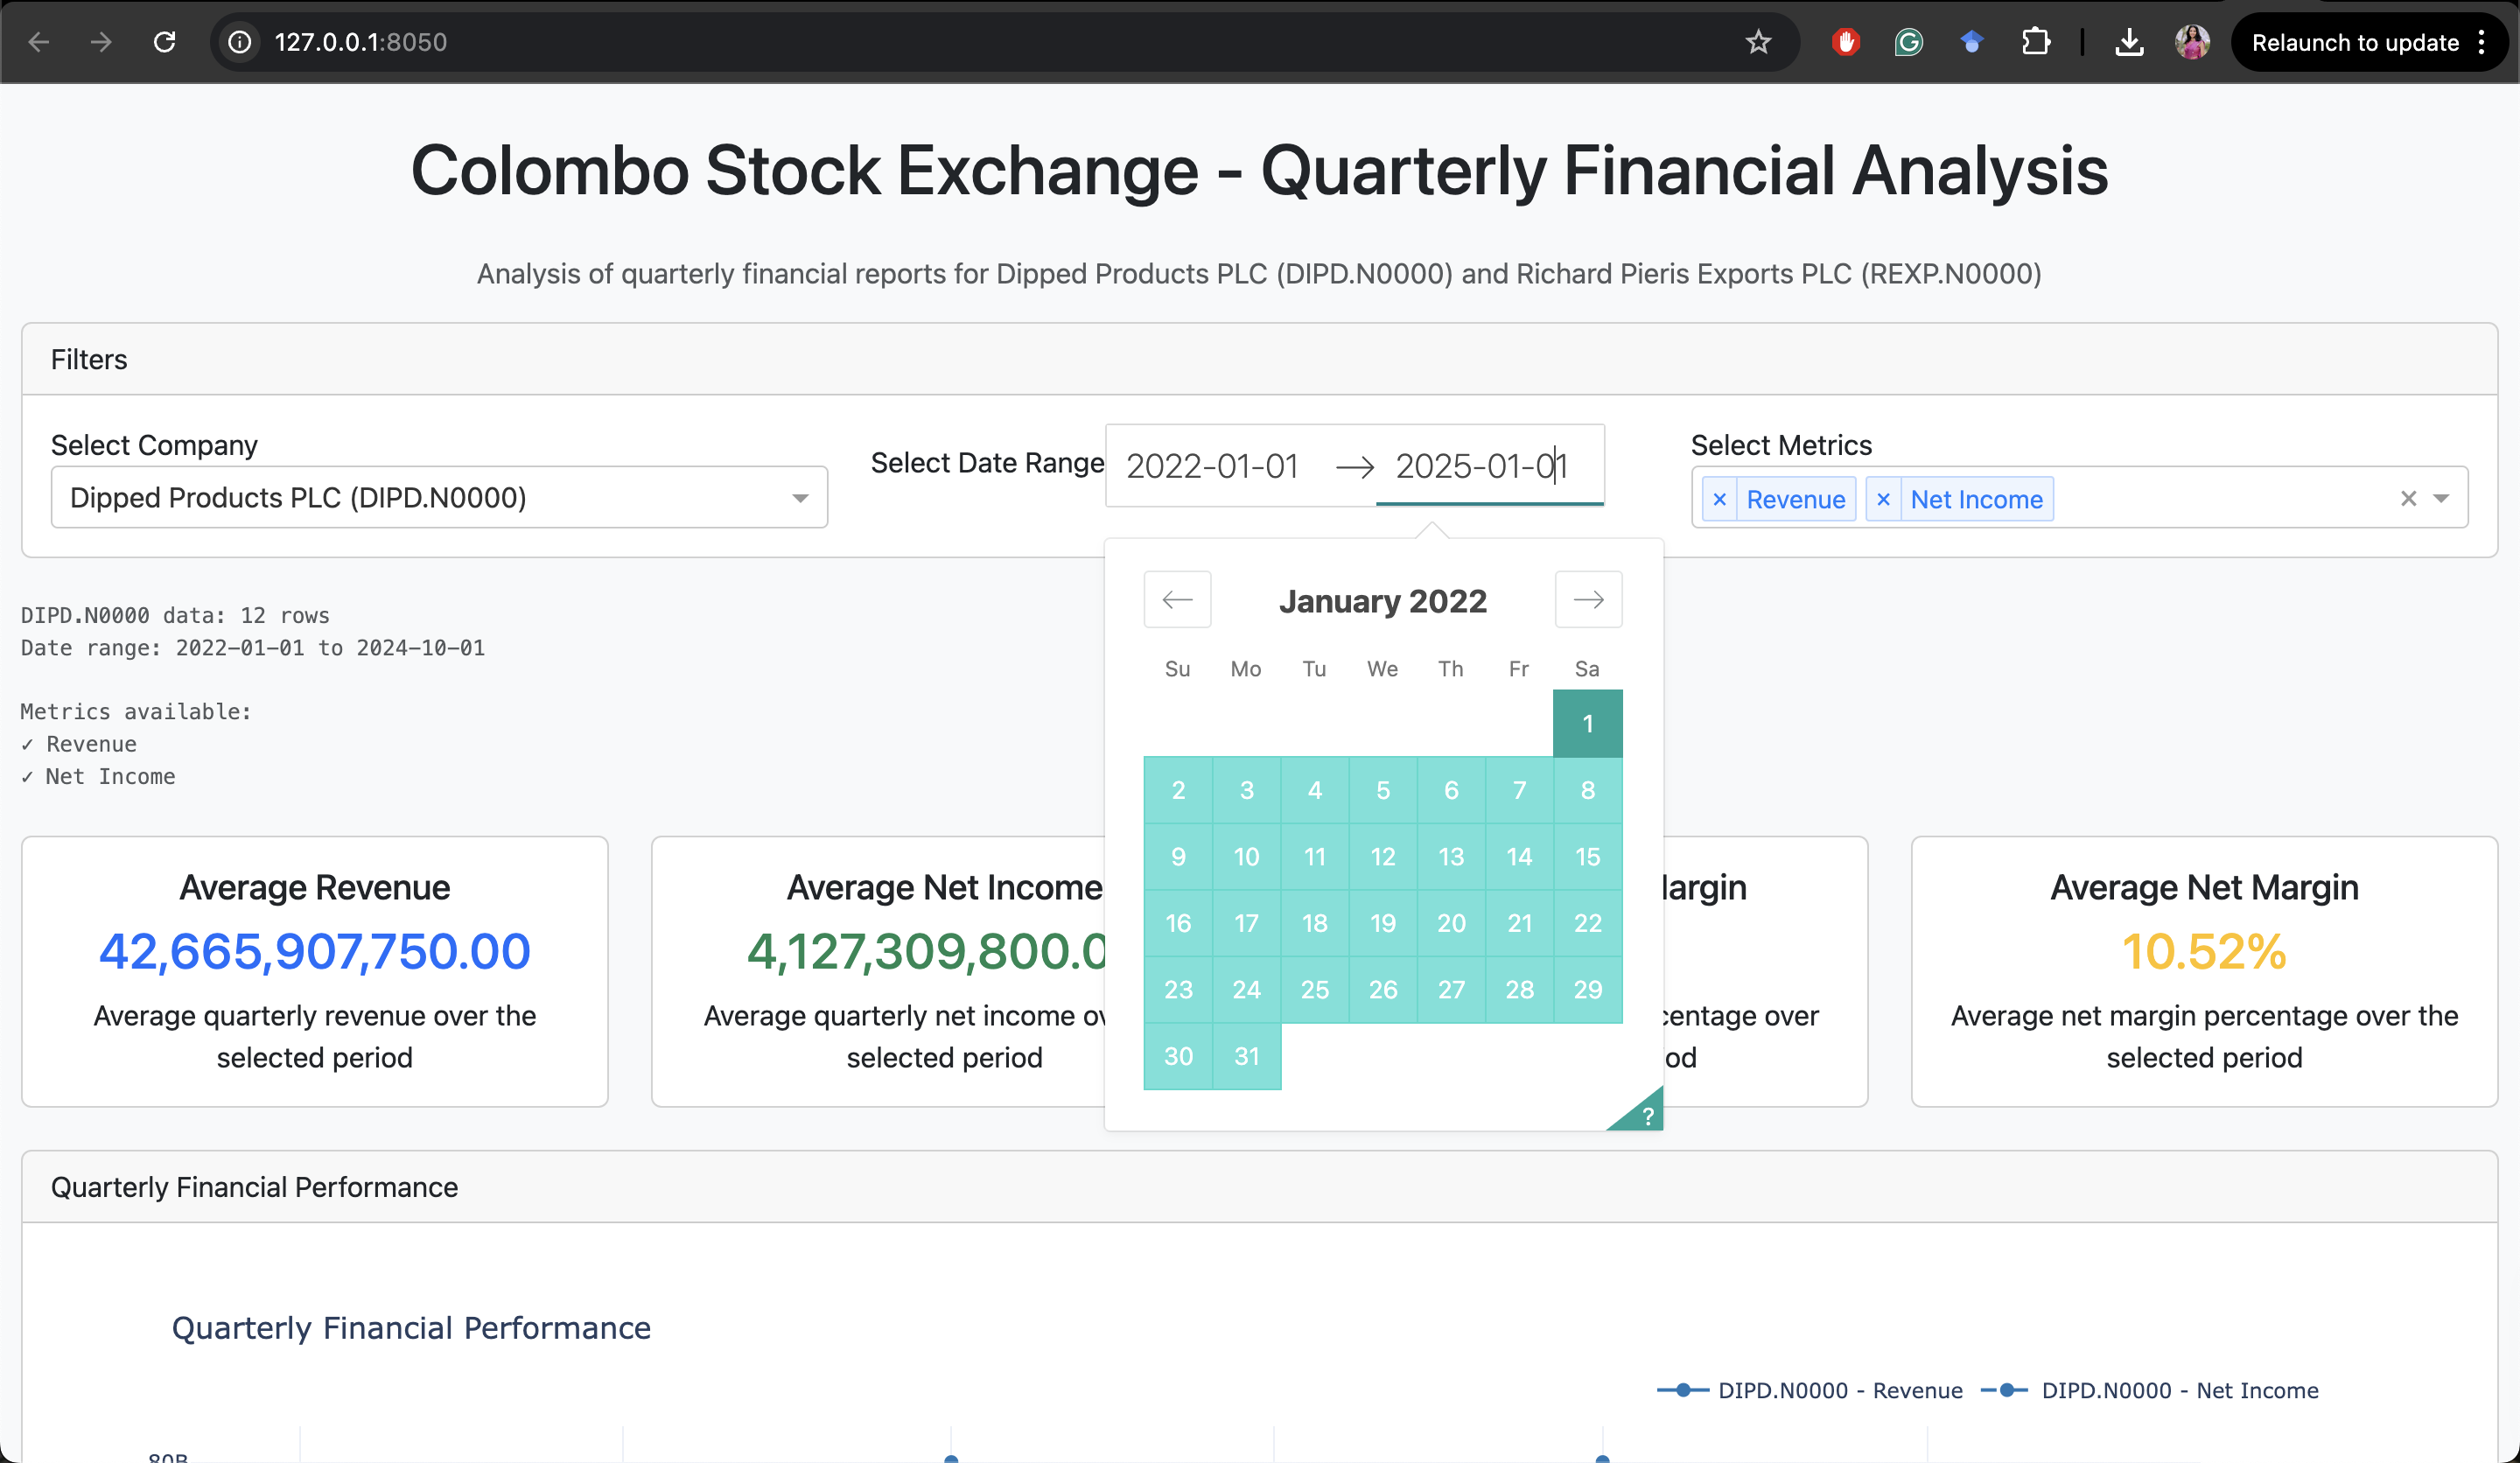 127.0.0.1:8050
Relaunch to update
Colombo Stock Exchange - Quarterly Financial Analysis
Analysis of quarterly financial reports for Dipped Products PLC (DIPD.N0000) and Richard Pieris Exports PLC (REXP.N0000)
Filters
Select Company
Dipped Products PLC (DIPD.N0000)
Select Date Range
2022-01-01 → 2025-01-01
Select Metrics
× Revenue × Net Income
January 2022
Su Mo Tu We Th Fr Sa
1
2 3 4 5 6 7 8
9 10 11 12 13 14 15
16 17 18 19 20 21 22
23 24 25 26 27 28 29
30 31
?
DIPD.N0000 data: 12 rows
Date range: 2022-01-01 to 2024-10-01
Metrics available:
✓ Revenue
✓ Net Income
Average Revenue
42,665,907,750.00
Average quarterly revenue over the
selected period
Average Net Income
4,127,309,800.0
Average quarterly net income ov
selected period
argin
centage over
od
Average Net Margin
10.52%
Average net margin percentage over the
selected period
Quarterly Financial Performance
Quarterly Financial Performance
DIPD.N0000 - Revenue
DIPD.N0000 - Net Income
80B